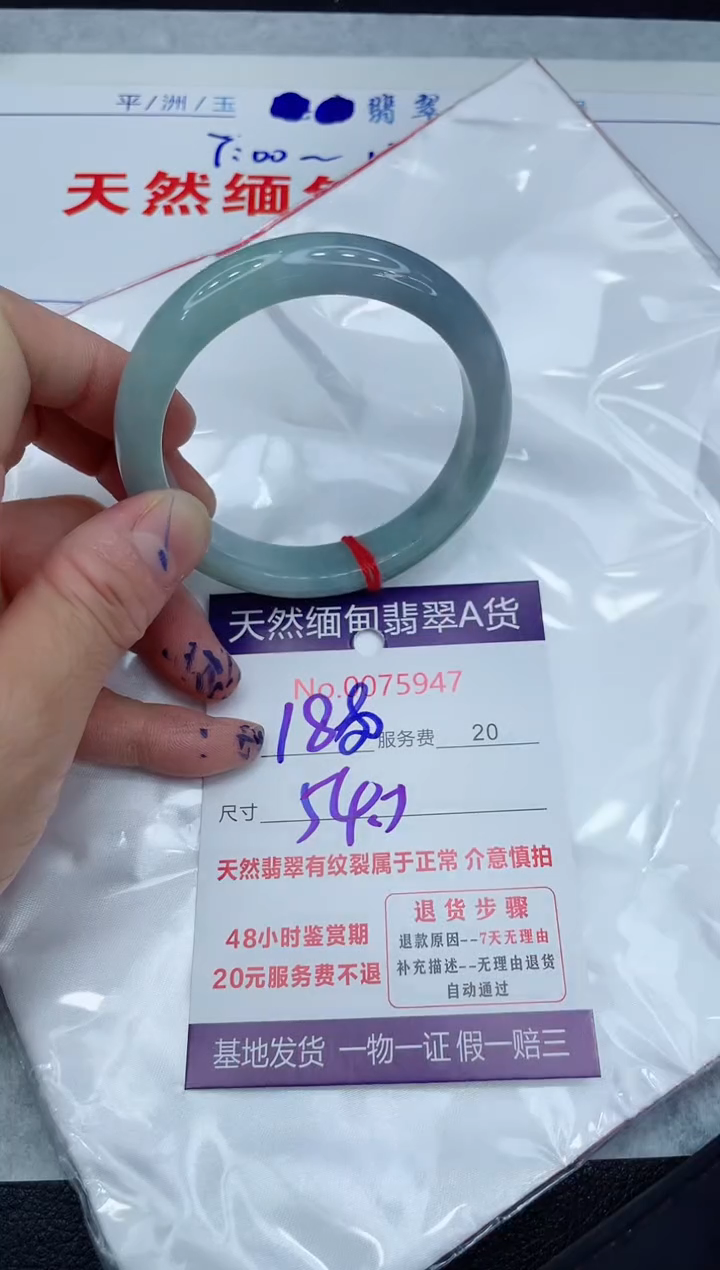 平/洲/玉 翡翠
7:00～
天然缅甸
天然缅甸翡翠A货
No.0075947
188 服务费 20
尺寸 54.7
天然翡翠有纹裂属于正常 介意慎拍
48小时鉴赏期
20元服务费不退
退货步骤
退款原因--7天无理由
补充描述--无理由退货
自动通过
基地发货 一物一证 假一赔三